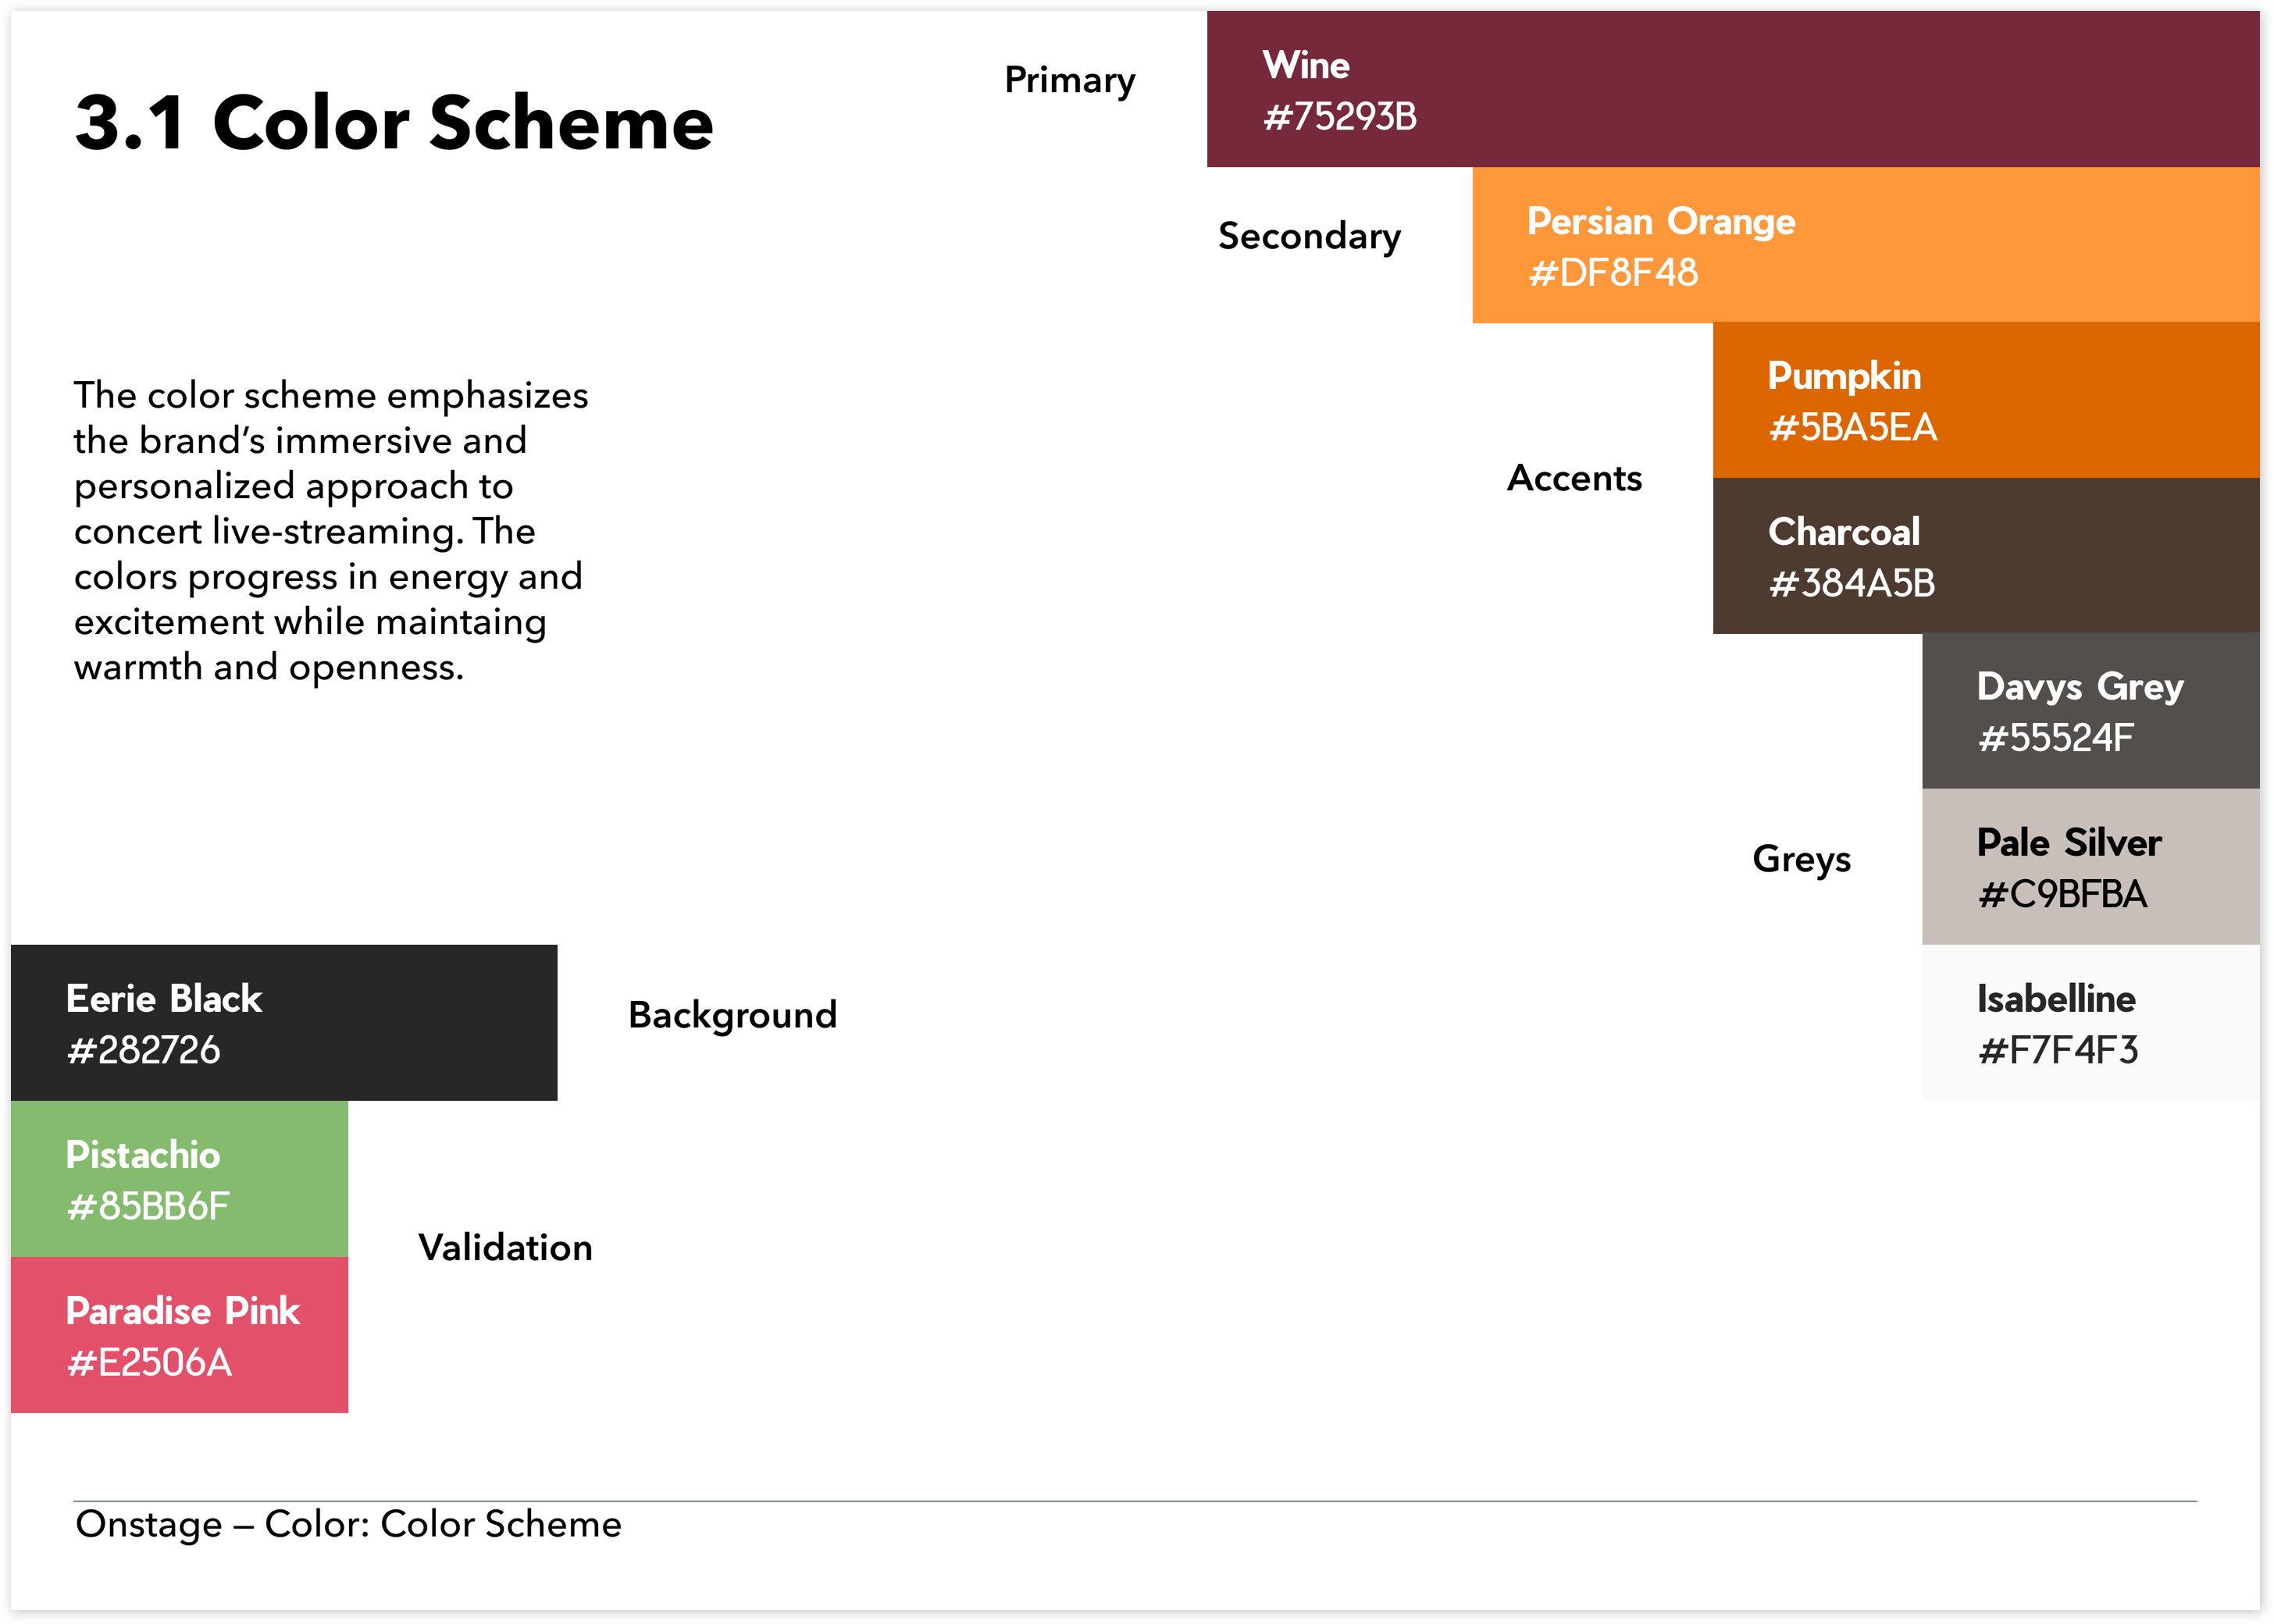 3.1 Color Scheme
The color scheme emphasizes
the brand’s immersive and
personalized approach to
concert live-streaming. The
colors progress in energy and
excitement while maintaing
warmth and openness.
Primary
Wine
#75293B
Secondary
Persian Orange
#DF8F48
Accents
Pumpkin
#5BA5EA
Charcoal
#384A5B
Greys
Davys Grey
#55524F
Pale Silver
#C9BFBA
Isabelline
#F7F4F3
Background
Eerie Black
#282726
Validation
Pistachio
#85BB6F
Paradise Pink
#E2506A
Onstage – Color: Color Scheme